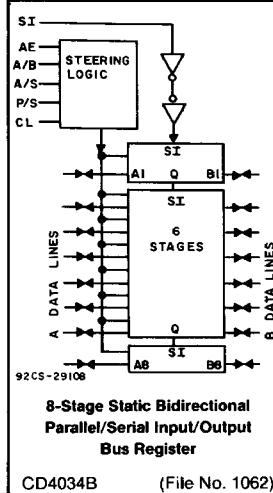 SI
AE
A/B
A/S
P/S
CL
STEERING
LOGIC
SI
A1 Q B1
SI
6
STAGES
Q
SI
A8 B8
A DATA LINES
B DATA LINES
92CS-29108
8-Stage Static Bidirectional
Parallel/Serial Input/Output
Bus Register
CD4034B (File No. 1062)